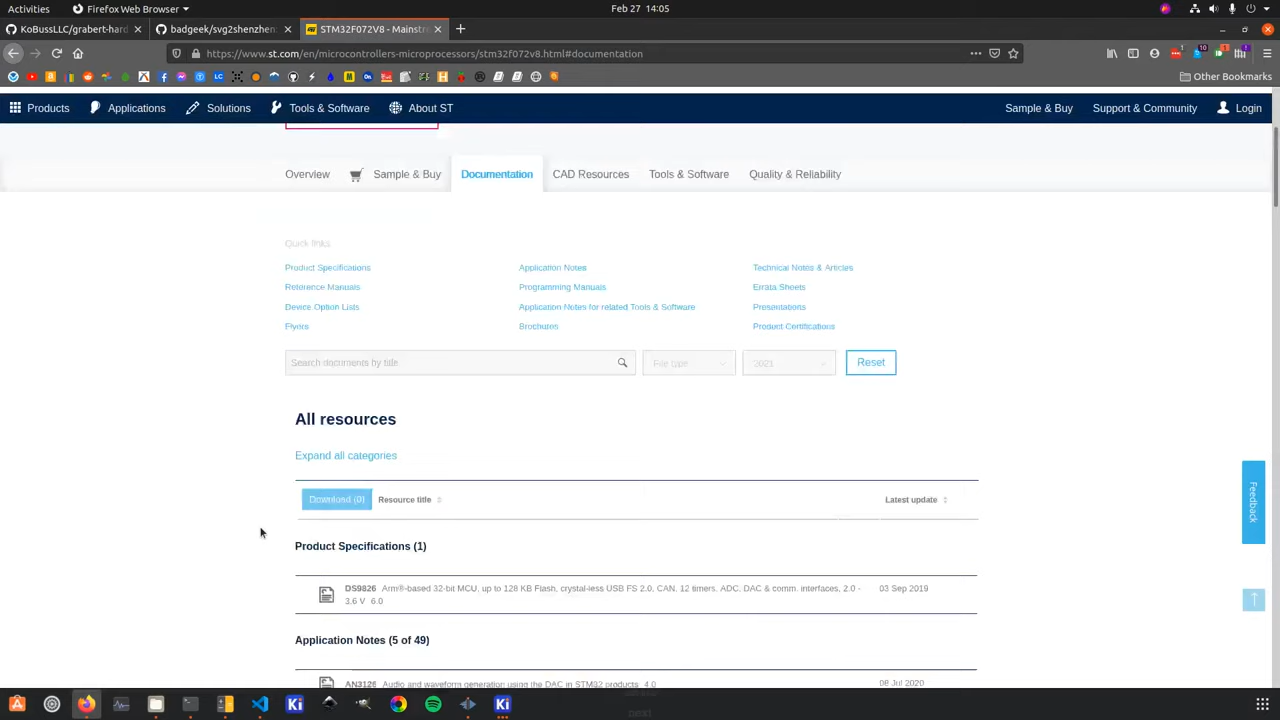 Activities Firefox Web Browser Feb 27 14:05
KoBussLLC/grabert-hard badgeek/svg2shenzhen STM32F072V8 - Mainstr
https://www.st.com/en/microcontrollers-microprocessors/stm32f072v8.html#documentation
Other Bookmarks
Products Applications Solutions Tools & Software About ST Sample & Buy Support & Community Login
Overview Sample & Buy Documentation CAD Resources Tools & Software Quality & Reliability
Quick links
Product Specifications Application Notes Technical Notes & Articles
Reference Manuals Programming Manuals Errata Sheets
Device Option Lists Application Notes for related Tools & Software Presentations
Flyers Brochures Product Certifications
Search documents by title File type 2021 Reset
All resources
Expand all categories
Download (0) Resource title Latest update
Feedback
Product Specifications (1)
DS9826 Arm®-based 32-bit MCU, up to 128 KB Flash, crystal-less USB FS 2.0, CAN, 12 timers, ADC, DAC & comm. interfaces, 2.0 - 03 Sep 2019
3.6 V 6.0
Application Notes (5 of 49)
AN3126 Audio and waveform generation using the DAC in STM32 products 4.0 08 Jul 2020